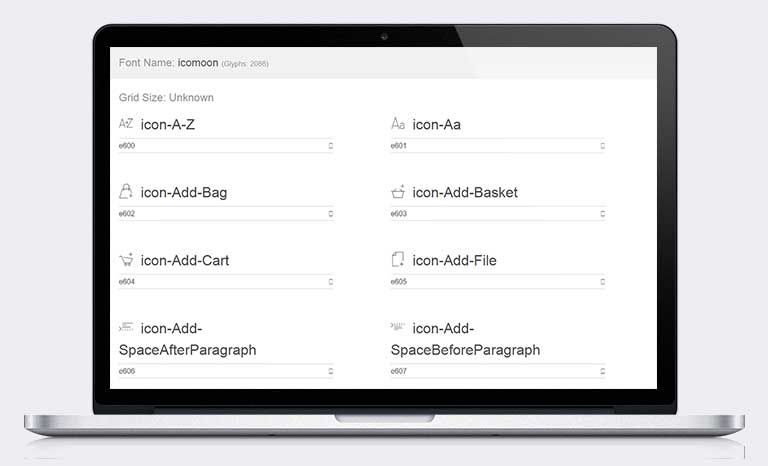 Font Name: icomoon (Glyphs: 2086)
Grid Size: Unknown
icon-A-Z
e600
icon-Aa
e601
icon-Add-Bag
e602
icon-Add-Basket
e603
icon-Add-Cart
e604
icon-Add-File
e605
icon-Add-
SpaceAfterParagraph
e606
icon-Add-
SpaceBeforeParagraph
e607